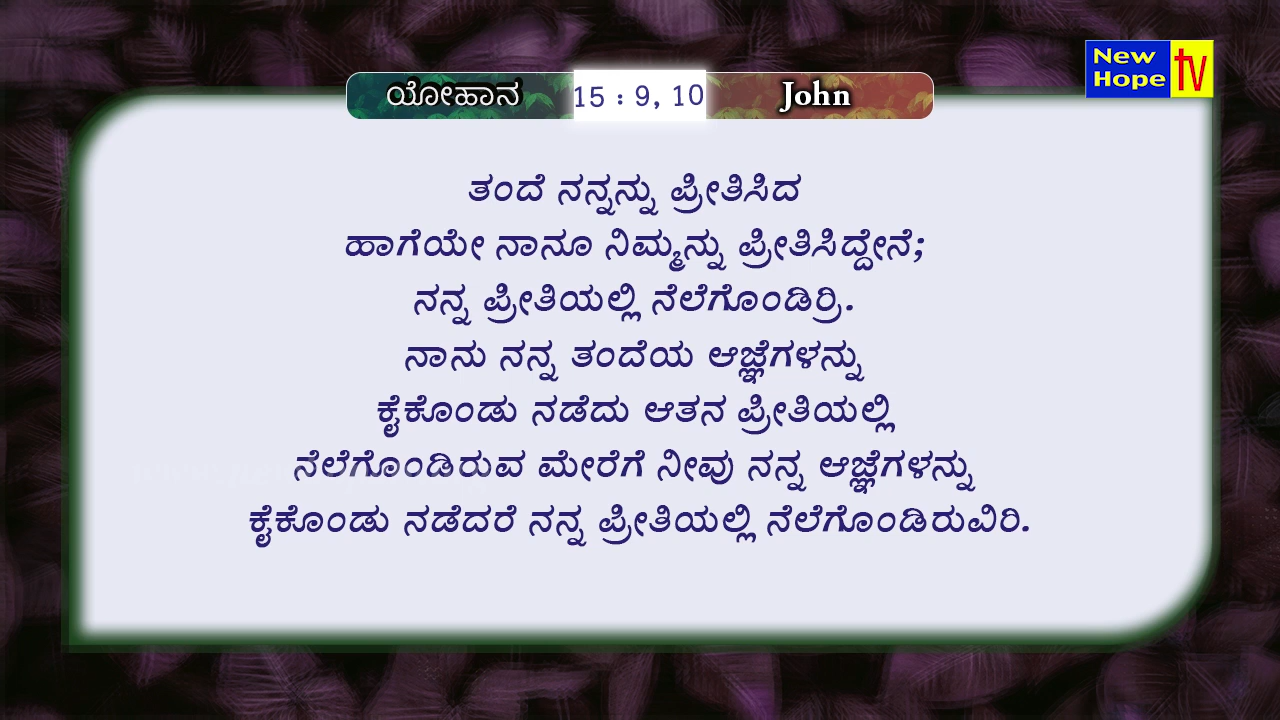 New
Hope
tv
ಯೋಹಾನ 15 : 9, 10 John
ತಂದೆ ನನ್ನನ್ನು ಪ್ರೀತಿಸಿದ
ಹಾಗೆಯೇ ನಾನೂ ನಿಮ್ಮನ್ನು ಪ್ರೀತಿಸಿದ್ದೇನೆ;
ನನ್ನ ಪ್ರೀತಿಯಲ್ಲಿ ನೆಲೆಗೊಂಡಿರ್ರಿ.
ನಾನು ನನ್ನ ತಂದೆಯ ಆಜ್ಞೆಗಳನ್ನು
ಕೈಕೊಂಡು ನಡೆದು ಆತನ ಪ್ರೀತಿಯಲ್ಲಿ
ನೆಲೆಗೊಂಡಿರುವ ಮೇರೆಗೆ ನೀವು ನನ್ನ ಆಜ್ಞೆಗಳನ್ನು
ಕೈಕೊಂಡು ನಡೆದರೆ ನನ್ನ ಪ್ರೀತಿಯಲ್ಲಿ ನೆಲೆಗೊಂಡಿರುವಿರಿ.